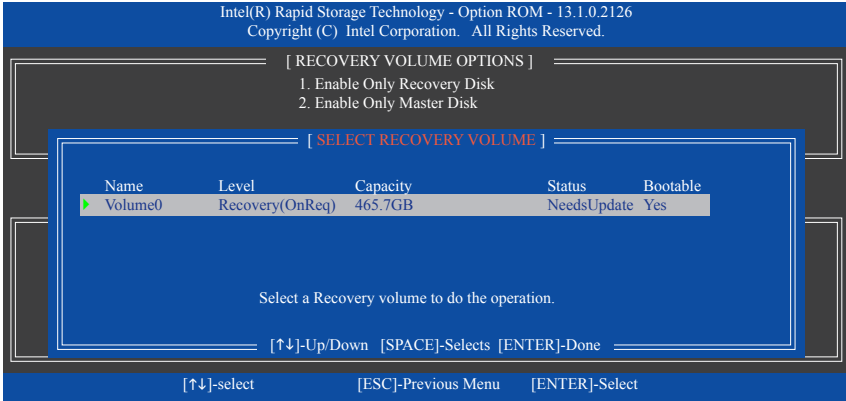 Intel(R) Rapid Storage Technology - Option ROM - 13.1.0.2126
Copyright (C) Intel Corporation. All Rights Reserved.
[ RECOVERY VOLUME OPTIONS ]
1. Enable Only Recovery Disk
2. Enable Only Master Disk
[ SELECT RECOVERY VOLUME ]
Name Level Capacity Status Bootable
Volume0 Recovery(OnReq) 465.7GB NeedsUpdate Yes
Select a Recovery volume to do the operation.
[↑↓]-Up/Down [SPACE]-Selects [ENTER]-Done
[↑↓]-select [ESC]-Previous Menu [ENTER]-Select